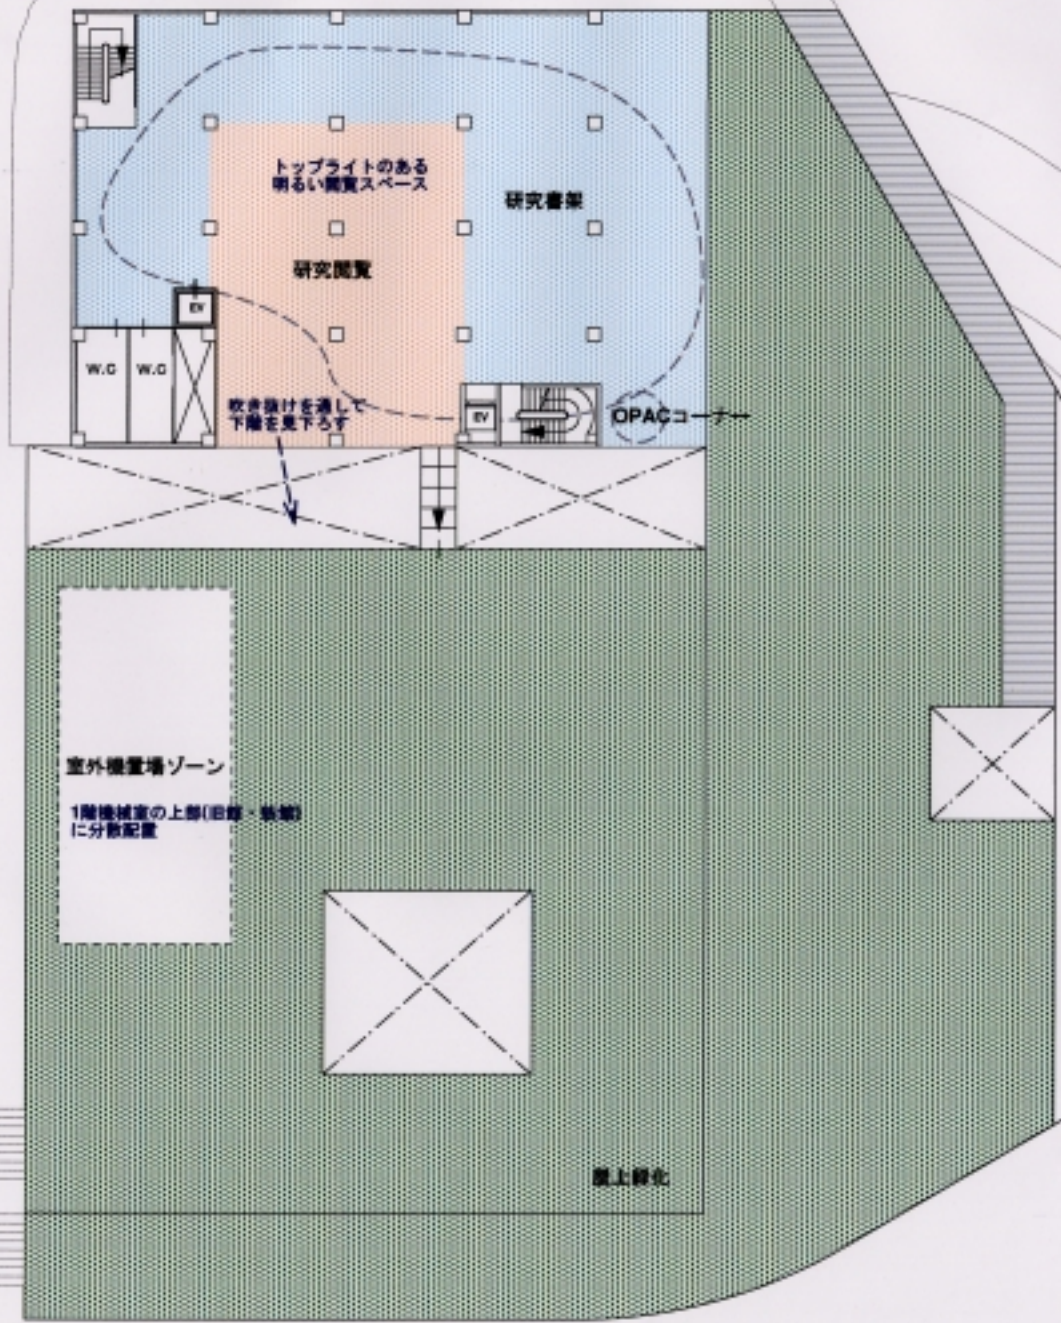 トップライトのある
明るい閲覧スペース
研究書架
研究閲覧
EV
W.C
W.C
吹き抜けを通して
下階を見下ろす
EV
OPACコーナー
室外機置場ゾーン
1階機械室の上部(旧館・新館)
に分散配置
屋上緑化